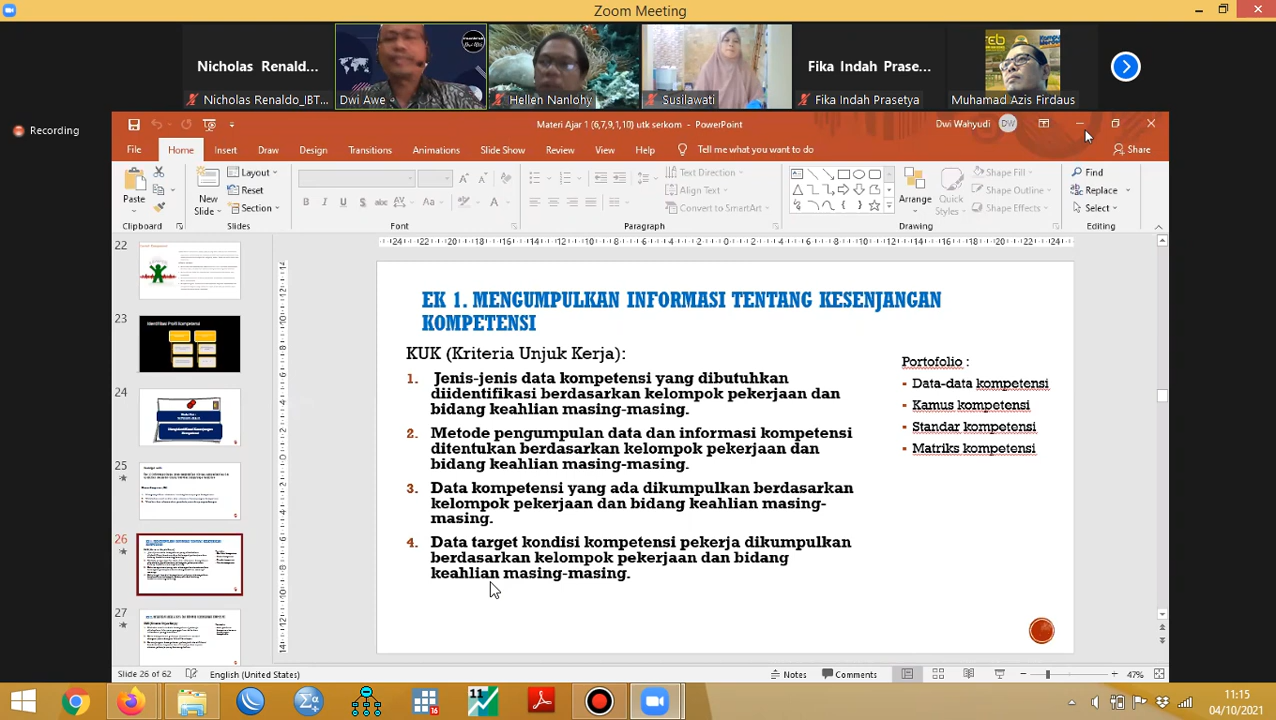 Zoom Meeting
Nicholas Renaldo...
Fika Indah Prase...
Nicholas Renaldo_IBT...
Dwi Awe
Hellen Nanlohy
Susilawati
Fika Indah Prasetya
Muhamad Azis Firdaus
Recording
Materi Ajar 1 (6,7,9,1,10) utk serkom - PowerPoint
Dwi Wahyudi
DW
File
Home
Insert
Draw
Design
Transitions
Animations
Slide Show
Review
View
Help
Tell me what you want to do
Share
Paste
New Slide
Layout
Reset
Section
Text Direction
Align Text
Convert to SmartArt
Arrange
Quick Styles
Shape Fill
Shape Outline
Shape Effects
Find
Replace
Select
Clipboard
Slides
Font
Paragraph
Drawing
Editing
22
23
Identifikasi Profil Kompetensi
24
25
26
27
EK 1. MENGUMPULKAN INFORMASI TENTANG KESENJANGAN
KOMPETENSI
KUK (Kriteria Unjuk Kerja):
1. Jenis-jenis data kompetensi yang dibutuhkan
diidentifikasi berdasarkan kelompok pekerjaan dan
bidang keahlian masing-masing.
2. Metode pengumpulan data dan informasi kompetensi
ditentukan berdasarkan kelompok pekerjaan dan
bidang keahlian masing-masing.
3. Data kompetensi yang ada dikumpulkan berdasarkan
kelompok pekerjaan dan bidang keahlian masing-
masing.
4. Data target kondisi kompetensi pekerja dikumpulkan
berdasarkan kelompok pekerjaan dan bidang
keahlian masing-masing.
Portofolio :
Data-data kompetensi
Kamus kompetensi
Standar kompetensi
Matriks kompetensi
Slide 26 of 62
English (United States)
Notes
Comments
47%
11:15
04/10/2021